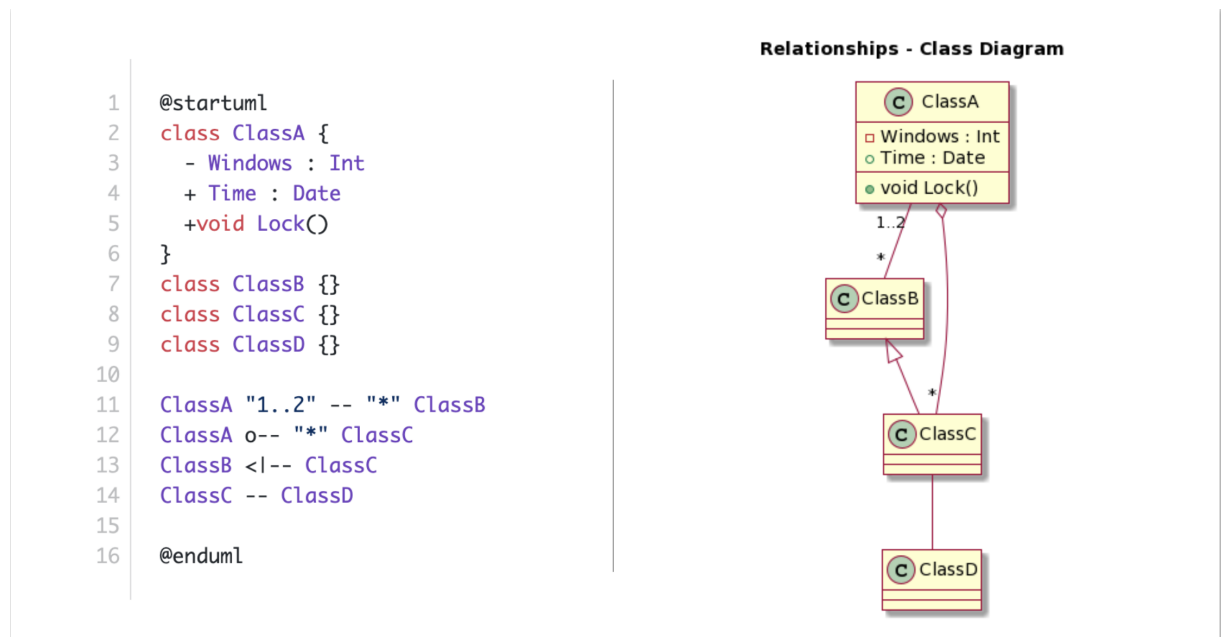 1 @startuml
2 class ClassA {
3 - Windows : Int
4 + Time : Date
5 +void Lock()
6 }
7 class ClassB {}
8 class ClassC {}
9 class ClassD {}
10
11 ClassA "1..2" -- "*" ClassB
12 ClassA o-- "*" ClassC
13 ClassB <|-- ClassC
14 ClassC -- ClassD
15
16 @enduml
Relationships - Class Diagram
C ClassA
Windows : Int
Time : Date
void Lock()
1..2
*
C ClassB
*
C ClassC
C ClassD